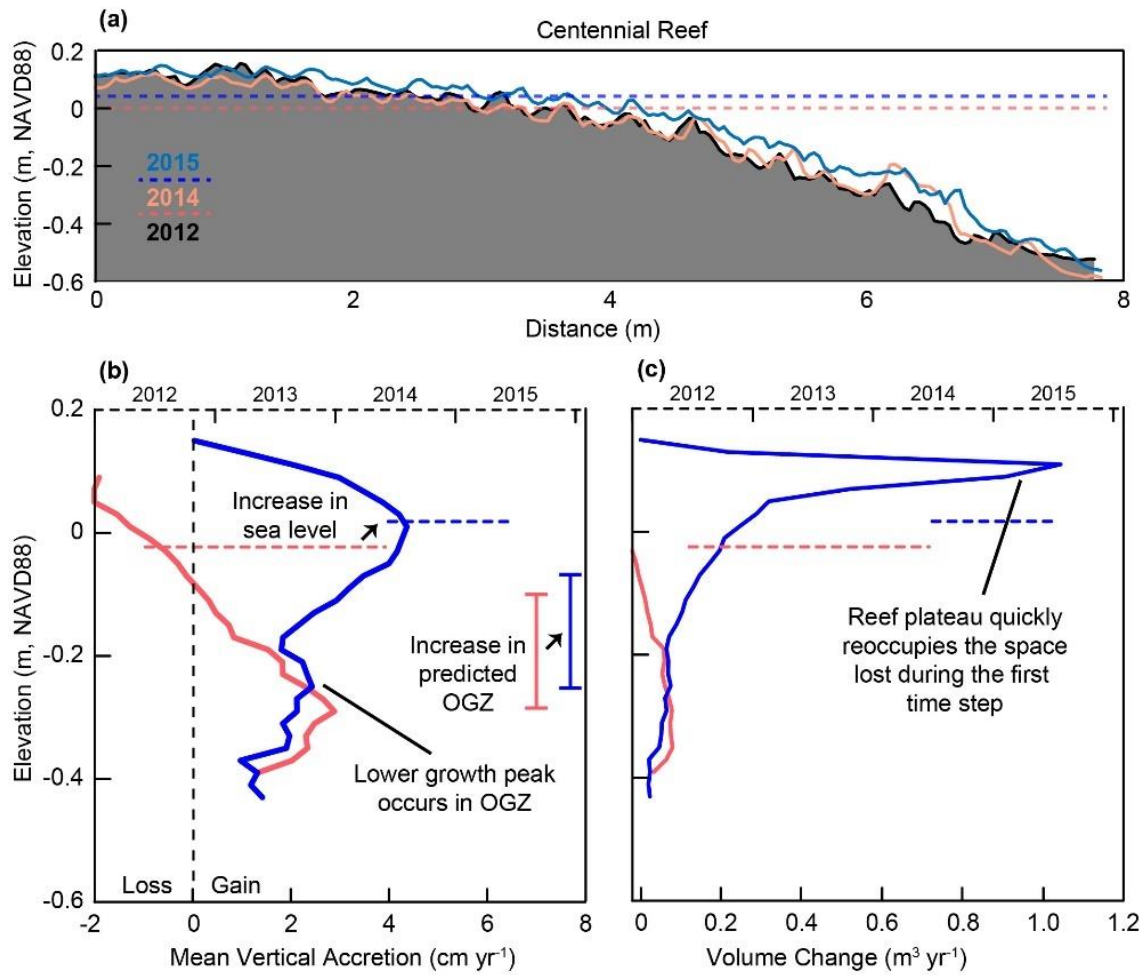 (a)
Centennial Reef
Elevation (m, NAVD88)
0.2
0
-0.2
-0.4
-0.6
2015
2014
2012
0 2 4 6 8
Distance (m)
(b)
2012 2013 2014 2015
Elevation (m, NAVD88)
0.2
0
-0.2
-0.4
-0.6
Increase in
sea level
Increase in
predicted
OGZ
Lower growth peak
occurs in OGZ
Loss Gain
-2 0 2 4 6 8
Mean Vertical Accretion (cm yr⁻¹)
(c)
2012 2013 2014 2015
Reef plateau quickly
reoccupies the space
lost during the first
time step
0 0.2 0.4 0.6 0.8 1.0 1.2
Volume Change (m³ yr⁻¹)